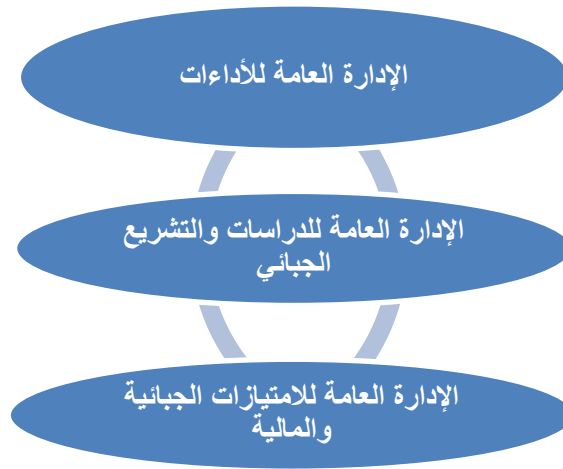 الإدارة العامة للأداءات
الإدارة العامة للدراسات والتشريع
الجبائي
الإدارة العامة للامتيازات الجبائية
والمالية